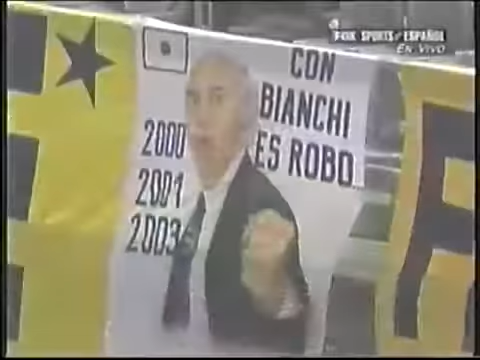 FOX SPORTS ESPAÑOL
EN VIVO
CON
BIANCHI
ES ROBO
2000
2001
2003